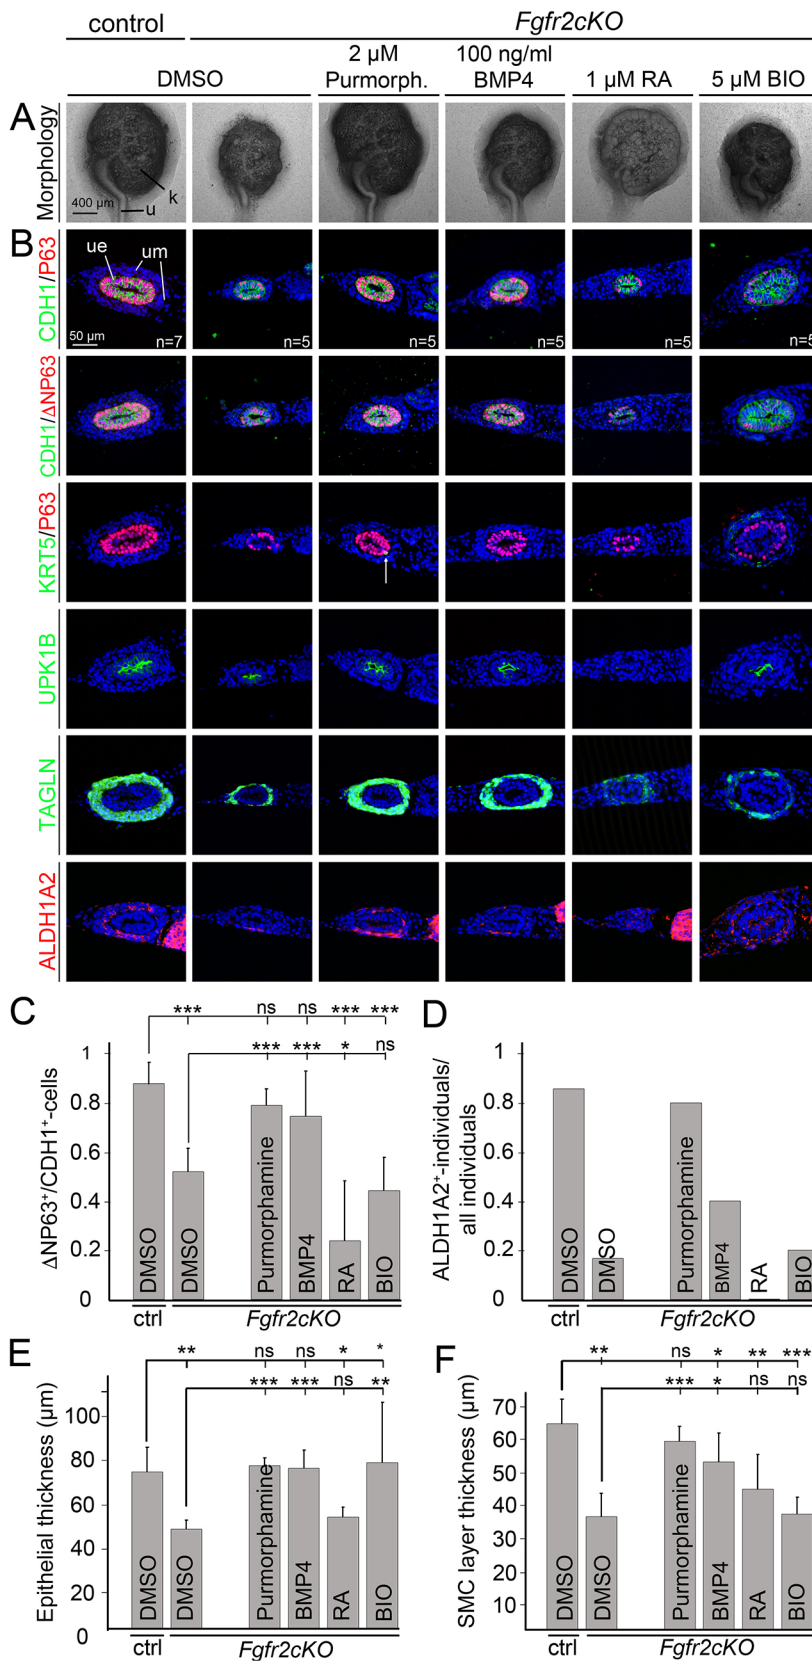 control
Fgfr2cKO
DMSO
2 µM Purmorph.
100 ng/ml BMP4
1 µM RA
5 µM BIO
A
Morphology
400 µm
k
u
B
CDH1/P63
ue
um
50 µm
n=7
n=5
n=5
n=5
n=5
n=5
CDH1/ΔNP63
KRT5/P63
UPK1B
TAGLN
ALDH1A2
C
*** ns ns *** ***
*** *** * ns
ΔNP63⁺/CDH1⁺-cells
1
0.8
0.6
0.4
0.2
0
DMSO
DMSO
Purmorphamine
BMP4
RA
BIO
ctrl
Fgfr2cKO
D
ALDH1A2⁺-individuals/
all individuals
1
0.8
0.6
0.4
0.2
0
DMSO
DMSO
Purmorphamine
BMP4
RA
BIO
ctrl
Fgfr2cKO
E
** ns ns * *
*** *** ns **
Epithelial thickness (µm)
100
80
60
40
20
0
DMSO
DMSO
Purmorphamine
BMP4
RA
BIO
ctrl
Fgfr2cKO
F
** ns * ** ***
*** * ns ns
SMC layer thickness (µm)
70
60
50
40
30
20
10
DMSO
DMSO
Purmorphamine
BMP4
RA
BIO
ctrl
Fgfr2cKO